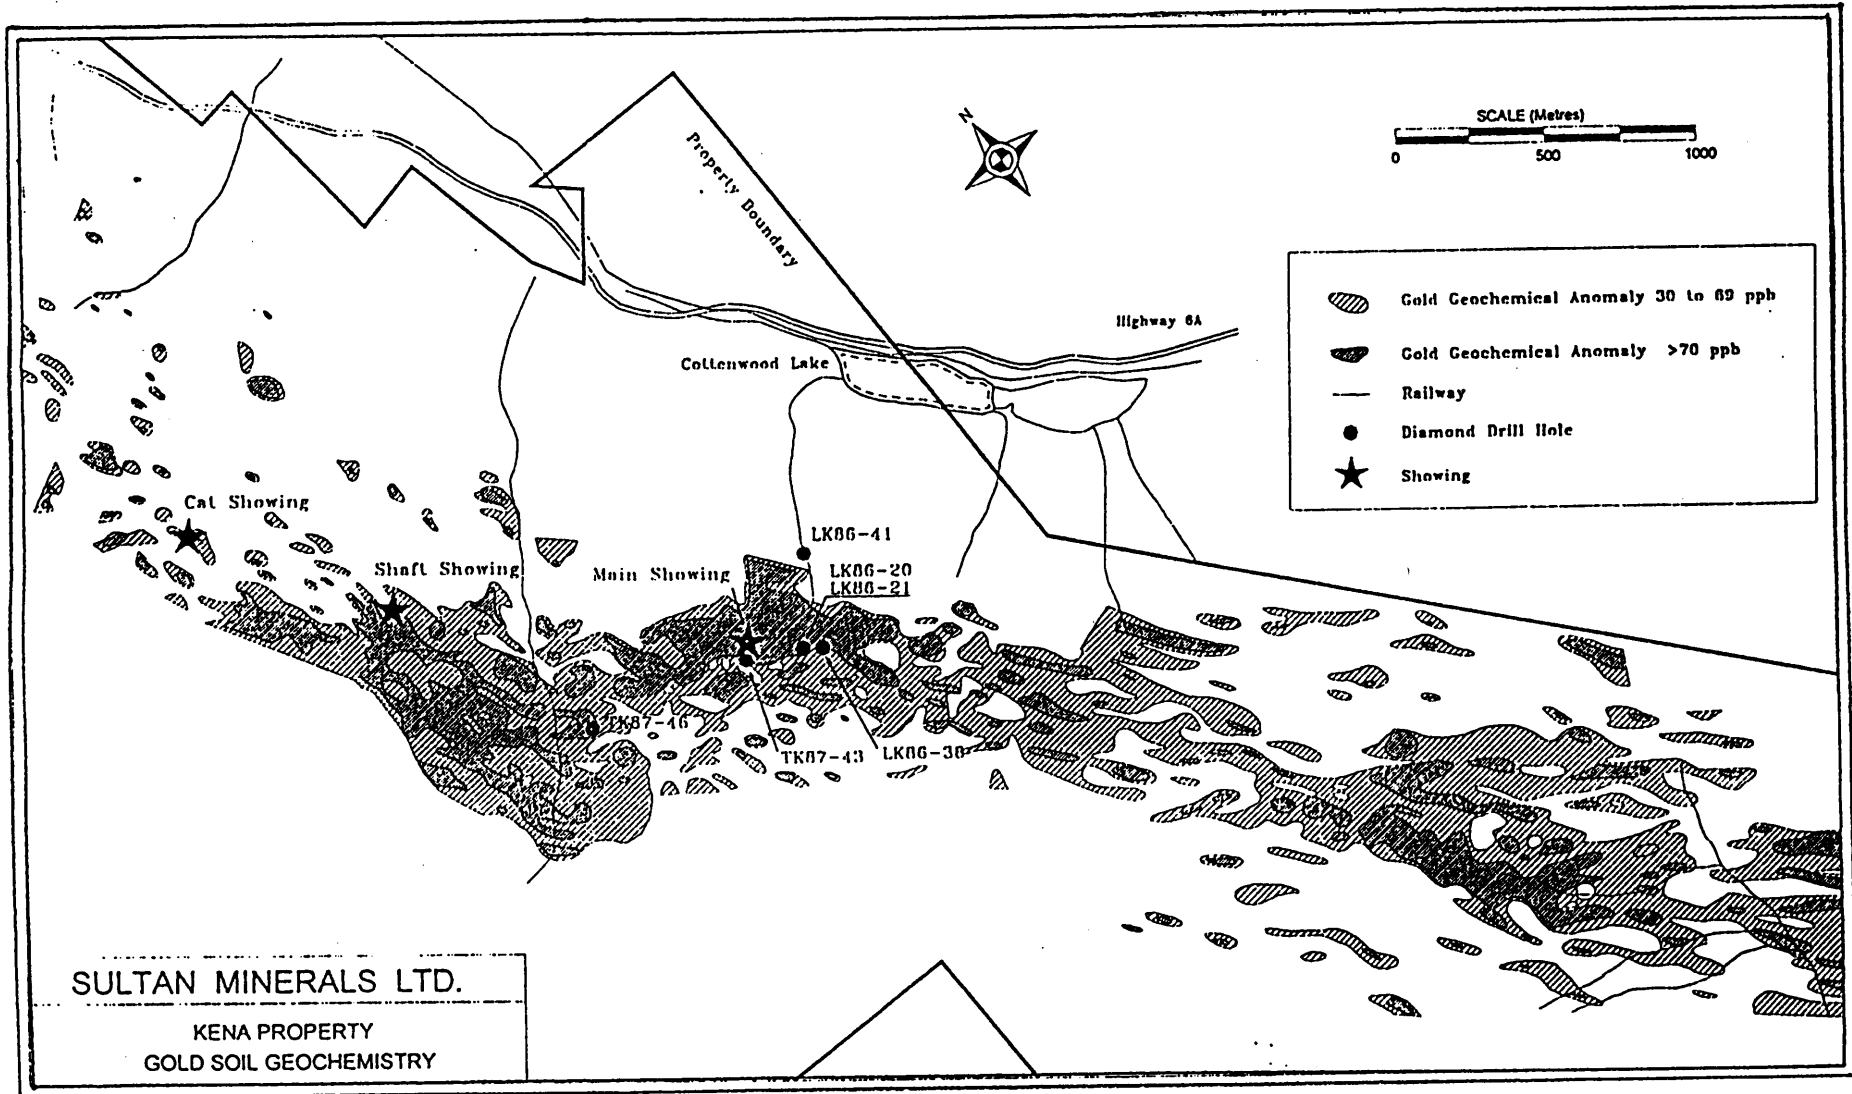 N
SCALE (Metres)
0 500 1000
Property Boundary
Gold Geochemical Anomaly 30 to 69 ppb
Gold Geochemical Anomaly >70 ppb
Railway
Diamond Drill Hole
Showing
Highway 6A
Cottenwood Lake
Cat Showing
Shaft Showing
Main Showing
LK86-41
LK86-20
LK86-21
TK87-46
TK87-43
LK86-38
SULTAN MINERALS LTD.
KENA PROPERTY
GOLD SOIL GEOCHEMISTRY